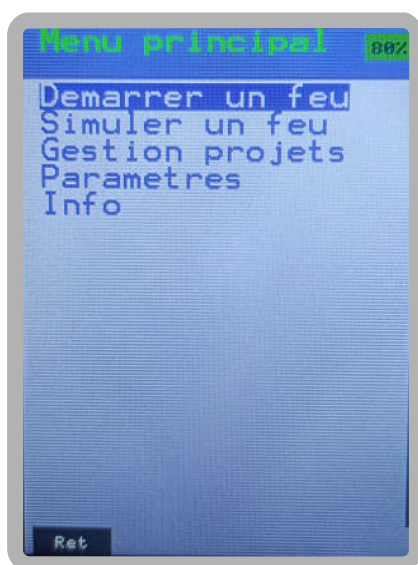 Menu principal 80%
Demarrer un feu
Simuler un feu
Gestion projets
Parametres
Info
Ret